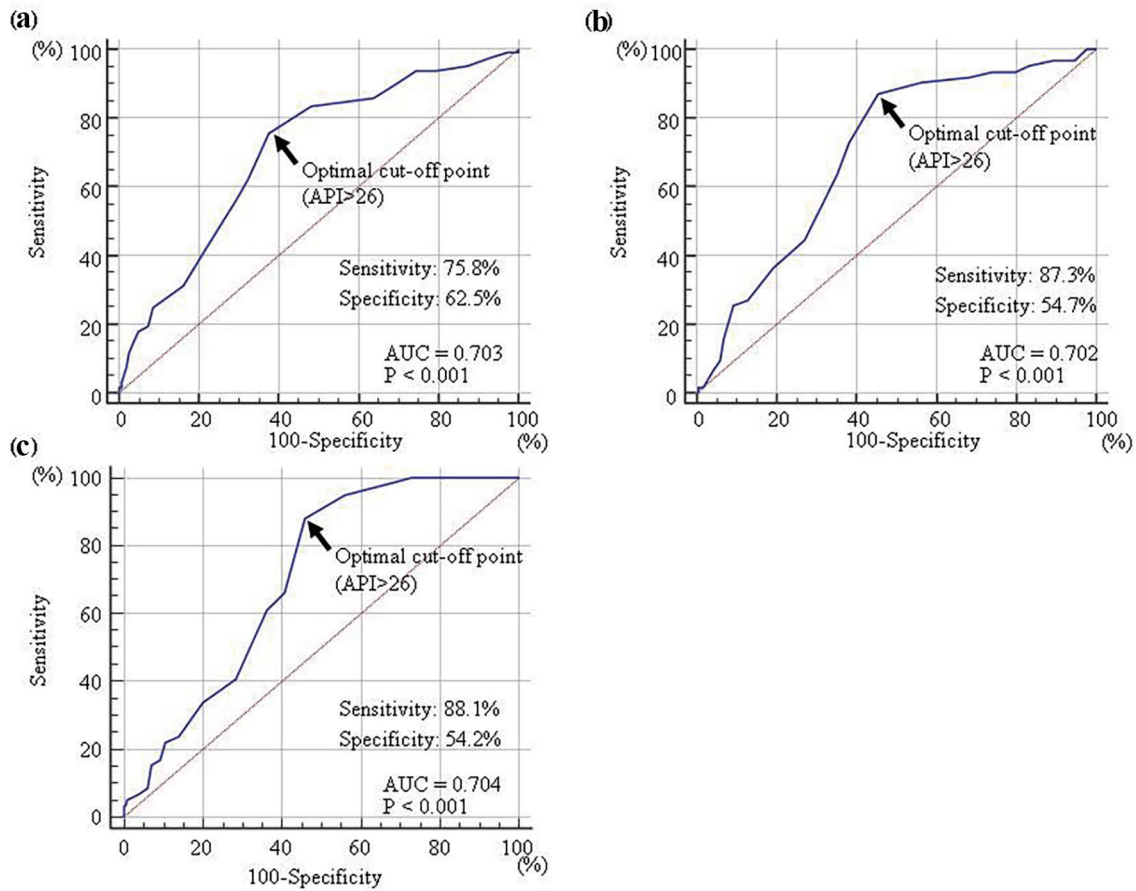 (a)
(%)
100
80
60
40
20
0
Sensitivity
Optimal cut-off point
(API>26)
Sensitivity: 75.8%
Specificity: 62.5%
AUC = 0.703
P < 0.001
0 20 40 60 80 100
100-Specificity (%)
(b)
(%)
100
80
60
40
20
0
Sensitivity
Optimal cut-off point
(API>26)
Sensitivity: 87.3%
Specificity: 54.7%
AUC = 0.702
P < 0.001
0 20 40 60 80 100
100-Specificity (%)
(c)
(%)
100
80
60
40
20
0
Sensitivity
Optimal cut-off point
(API>26)
Sensitivity: 88.1%
Specificity: 54.2%
AUC = 0.704
P < 0.001
0 20 40 60 80 100
(%)
100-Specificity